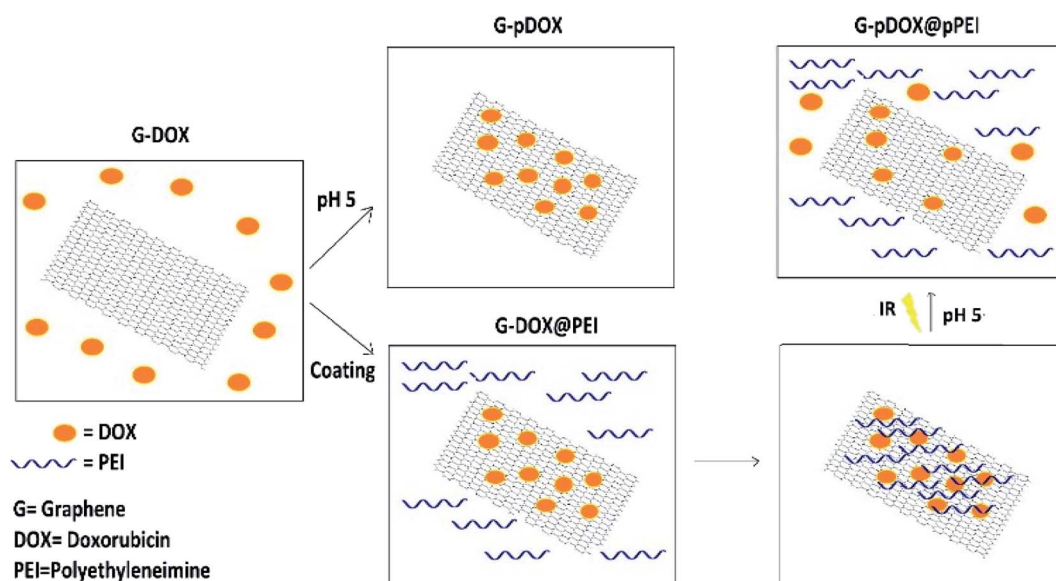 G-pDOX
G-pDOX@pPEI
G-DOX
pH 5
IR
pH 5
G-DOX@PEI
Coating
= DOX
= PEI
G= Graphene
DOX= Doxorubicin
PEI=Polyethyleneimine